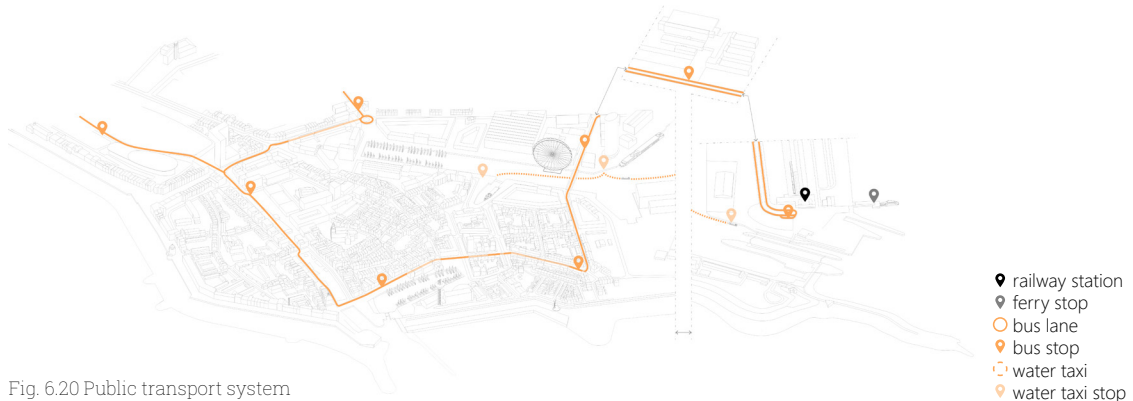 railway station
ferry stop
bus lane
bus stop
water taxi
water taxi stop
Fig. 6.20 Public transport system